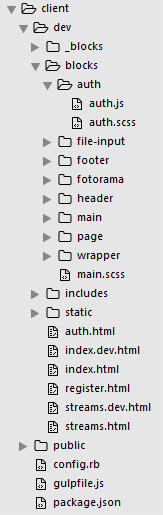 client
dev
_blocks
blocks
auth
auth.js
auth.scss
file-input
footer
fotorama
header
main
page
wrapper
main.scss
includes
static
auth.html
index.dev.html
index.html
register.html
streams.dev.html
streams.html
public
config.rb
gulpfile.js
package.json